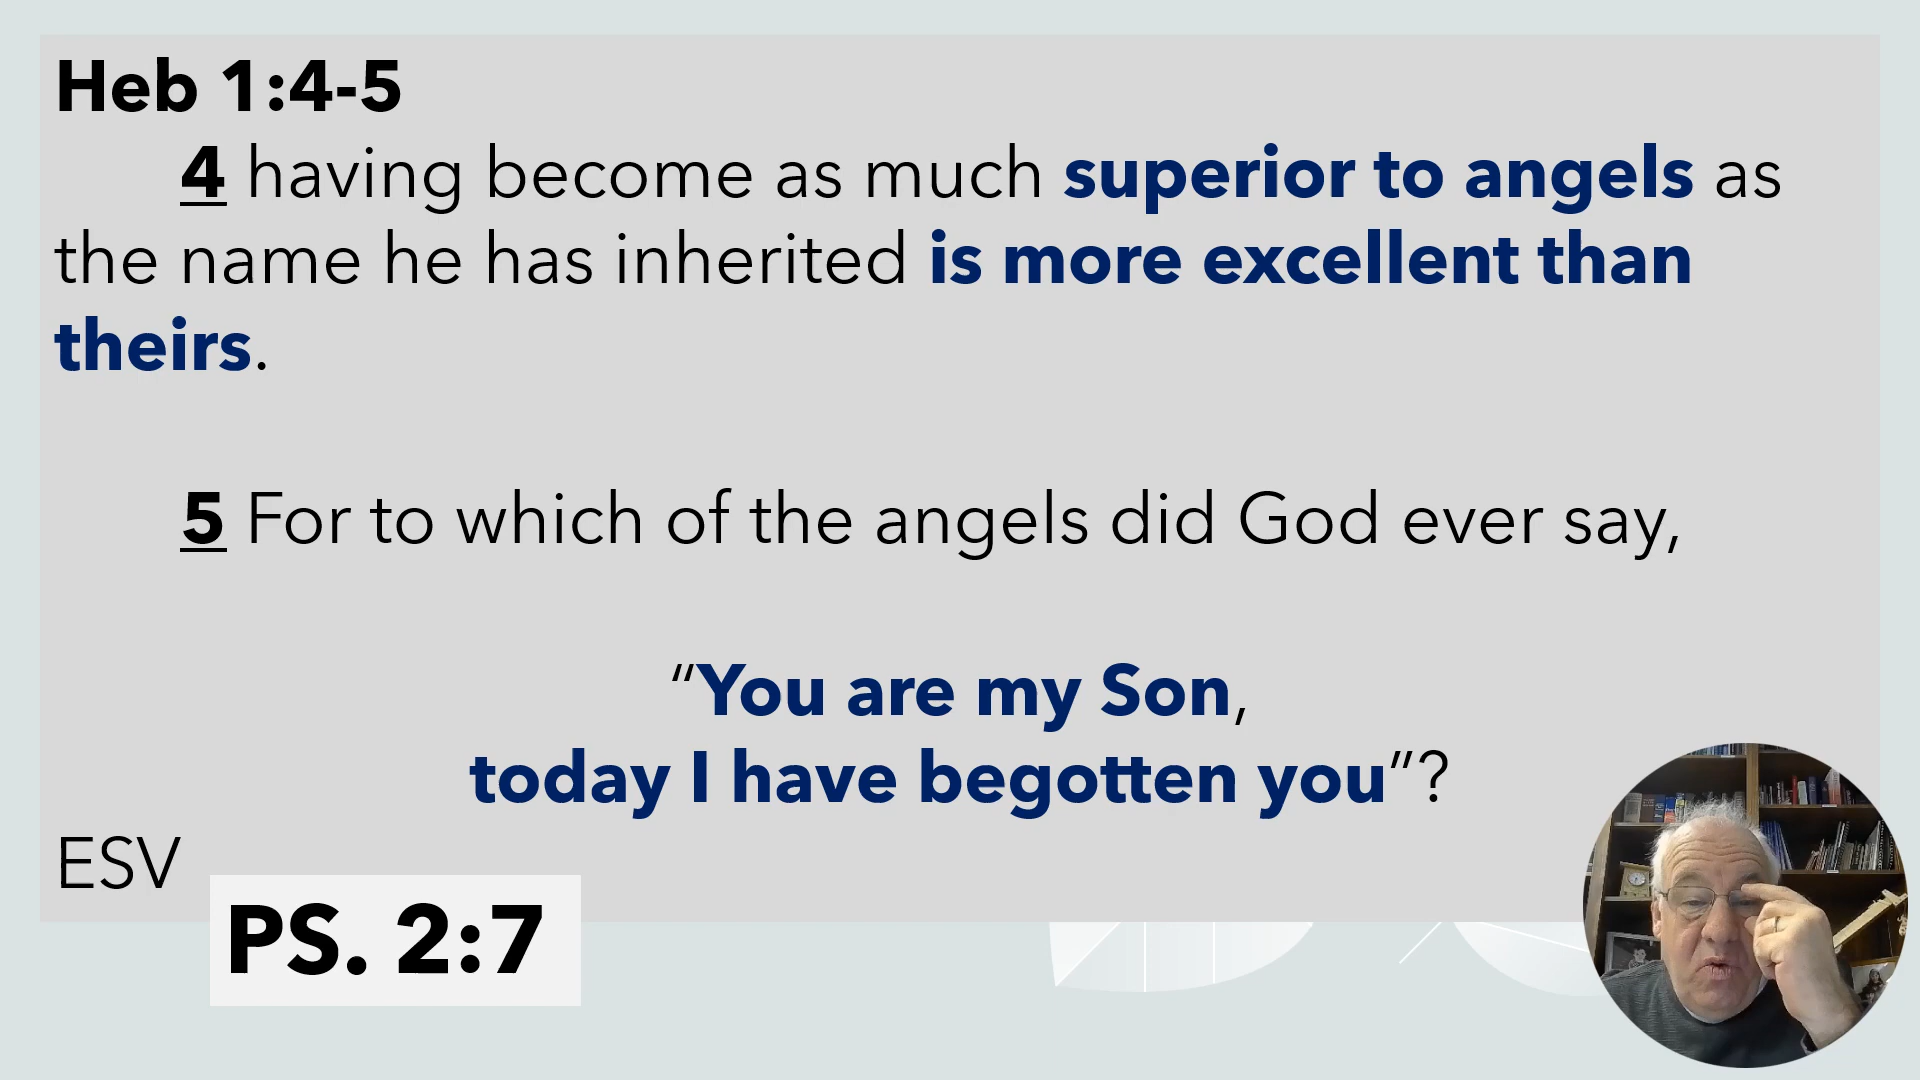 Heb 1:4-5
4 having become as much superior to angels as
the name he has inherited is more excellent than
theirs.
5 For to which of the angels did God ever say,
“You are my Son,
today I have begotten you”?
ESV
PS. 2:7